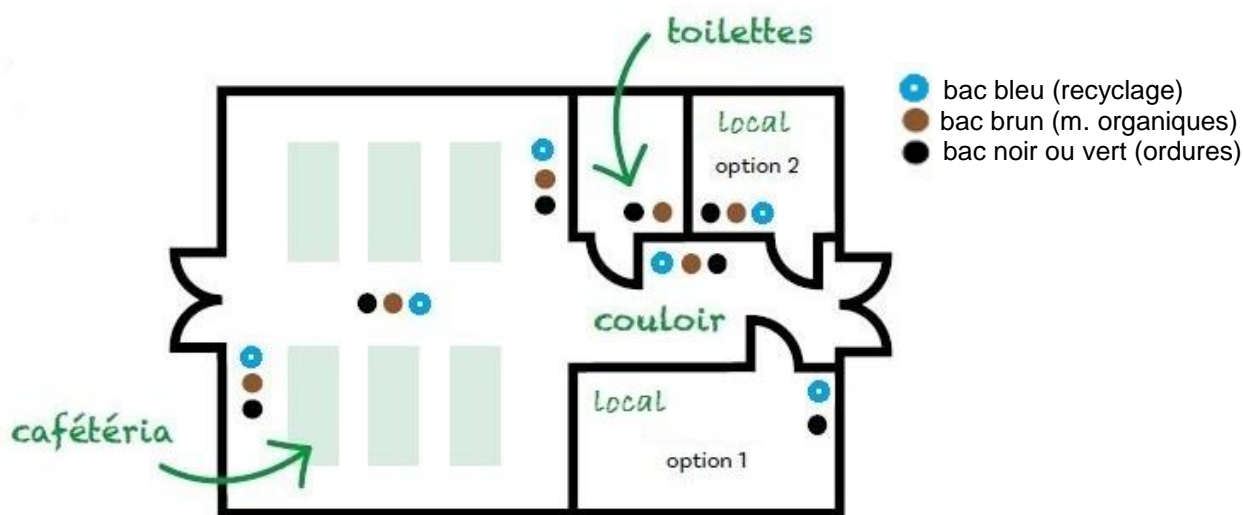 toilettes
bac bleu (recyclage)
bac brun (m. organiques)
bac noir ou vert (ordures)
local
option 2
couloir
local
option 1
cafétéria